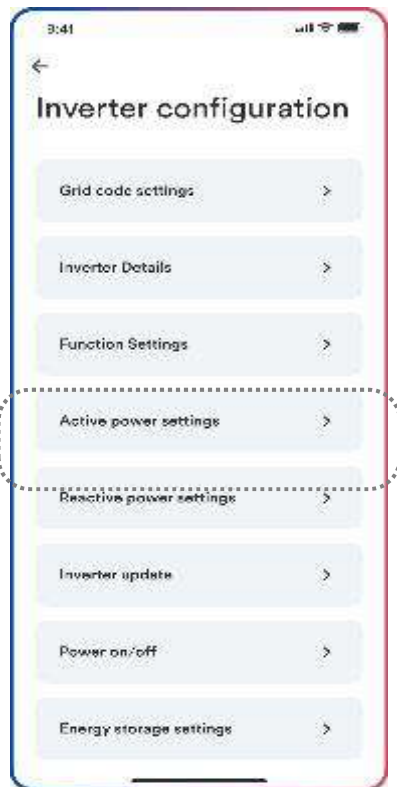 9:41
Inverter configuration
Grid code settings
Inverter Details
Function Settings
Active power settings
Reactive power settings
Inverter update
Power on/off
Energy storage settings